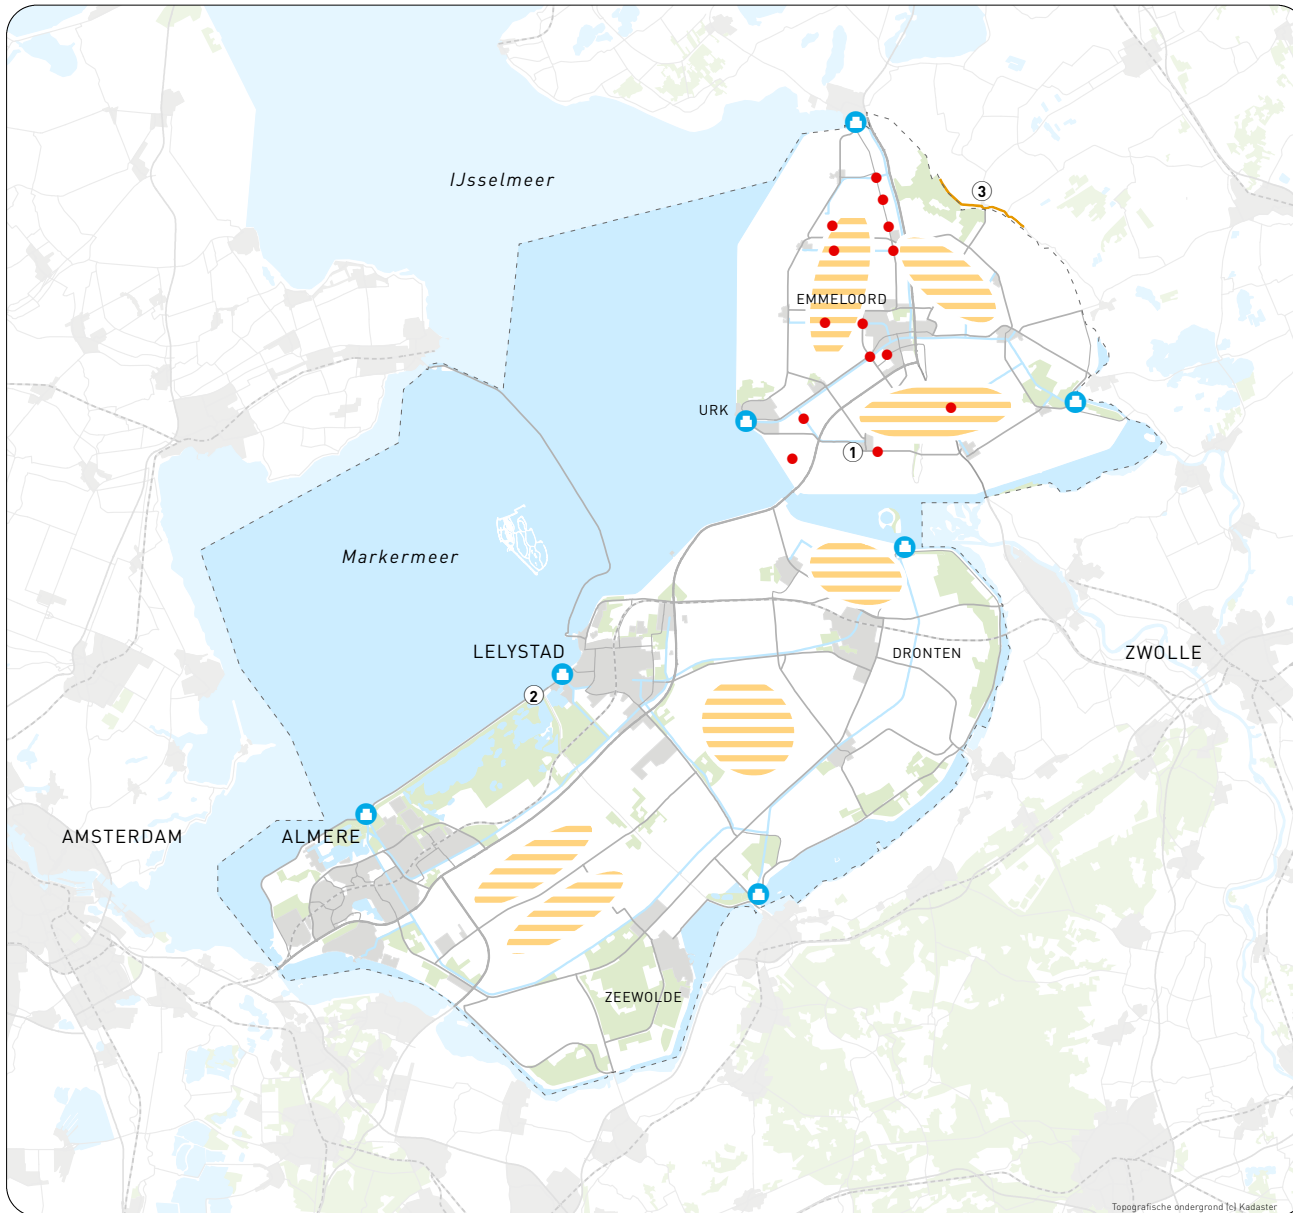 IJsselmeer
3
EMMELOORD
URK
1
Markermeer
LELYSTAD
DRONTEN
ZWOLLE
2
AMSTERDAM
ALMERE
ZEEWOLDE
Topografische ondergrond (c) Kadaster